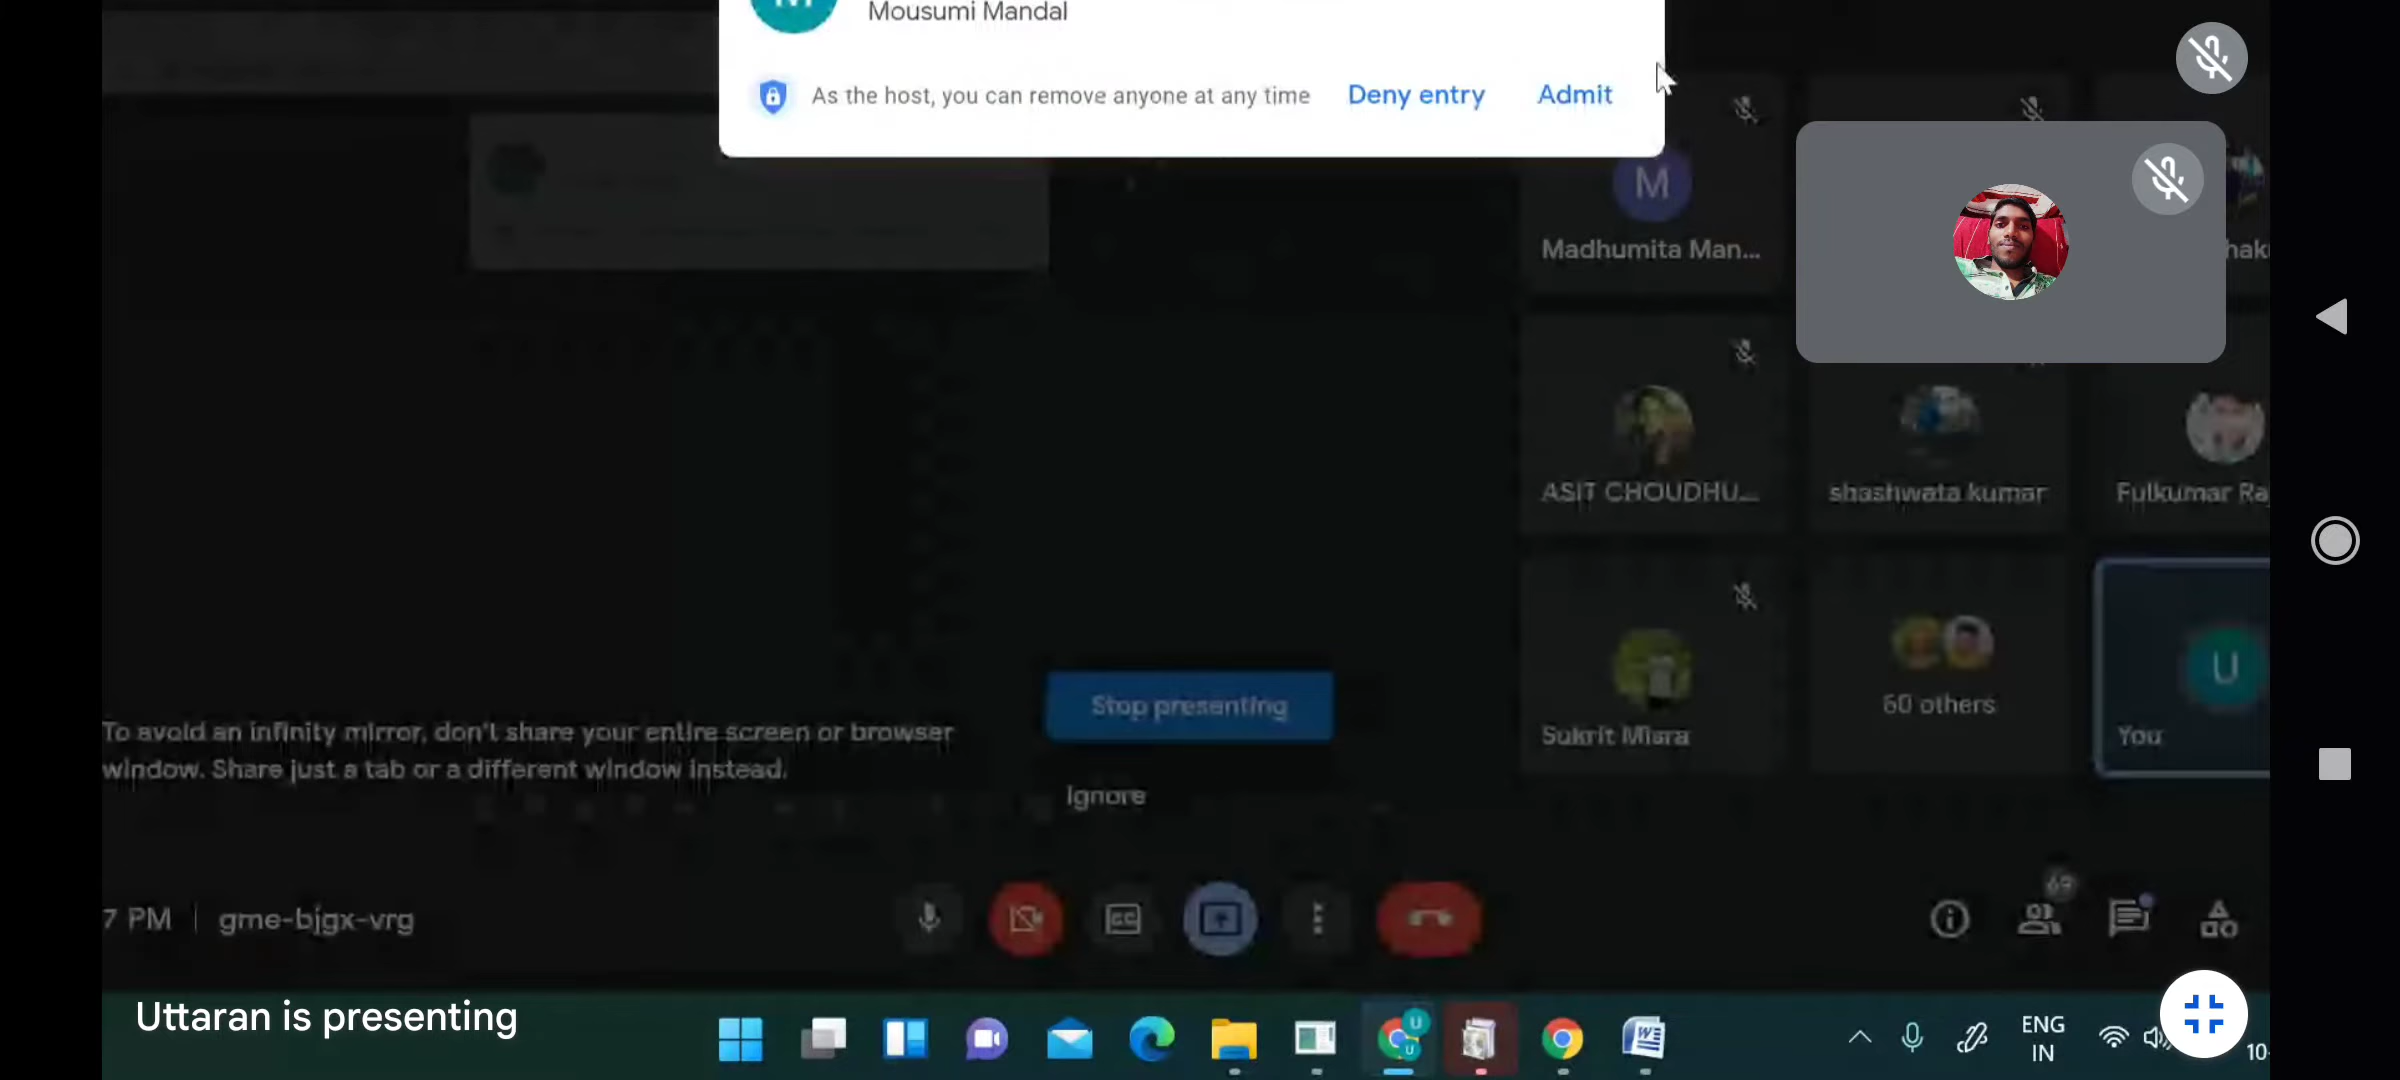 Mousumi Mandal
As the host, you can remove anyone at any time
Deny entry
Admit
M
Madhumita Man...
ASIT CHOUDHU...
shashwata kumar
Fulkumar Ra
Sukrit Misra
60 others
U
You
Stop presenting
To avoid an infinity mirror, don't share your entire screen or browser
window. Share just a tab or a different window instead.
Ignore
7 PM | gme-bjgx-vrg
CC
69
Uttaran is presenting
U
U
W
ENG
IN
10-